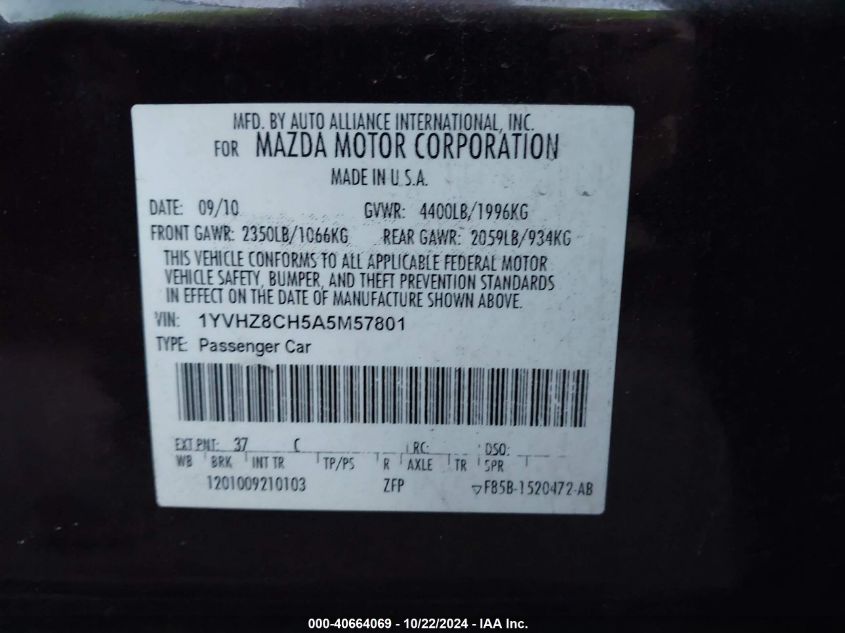 MFD. BY AUTO ALLIANCE INTERNATIONAL, INC.
FOR MAZDA MOTOR CORPORATION
MADE IN U.S.A.
DATE: 09/10 GVWR: 4400LB/1996KG
FRONT GAWR: 2350LB/1066KG REAR GAWR: 2059LB/934KG
THIS VEHICLE CONFORMS TO ALL APPLICABLE FEDERAL MOTOR
VEHICLE SAFETY, BUMPER, AND THEFT PREVENTION STANDARDS
IN EFFECT ON THE DATE OF MANUFACTURE SHOWN ABOVE.
VIN: 1YVHZ8CH5A5M57801
TYPE: Passenger Car
EXT PNT: 37 C RC: DSO:
WB BRK INT TR TP/PS R AXLE TR SPR
1201009210103 ZFP ▽F85B-1520472-AB
000-40664069 - 10/22/2024 - IAA Inc.